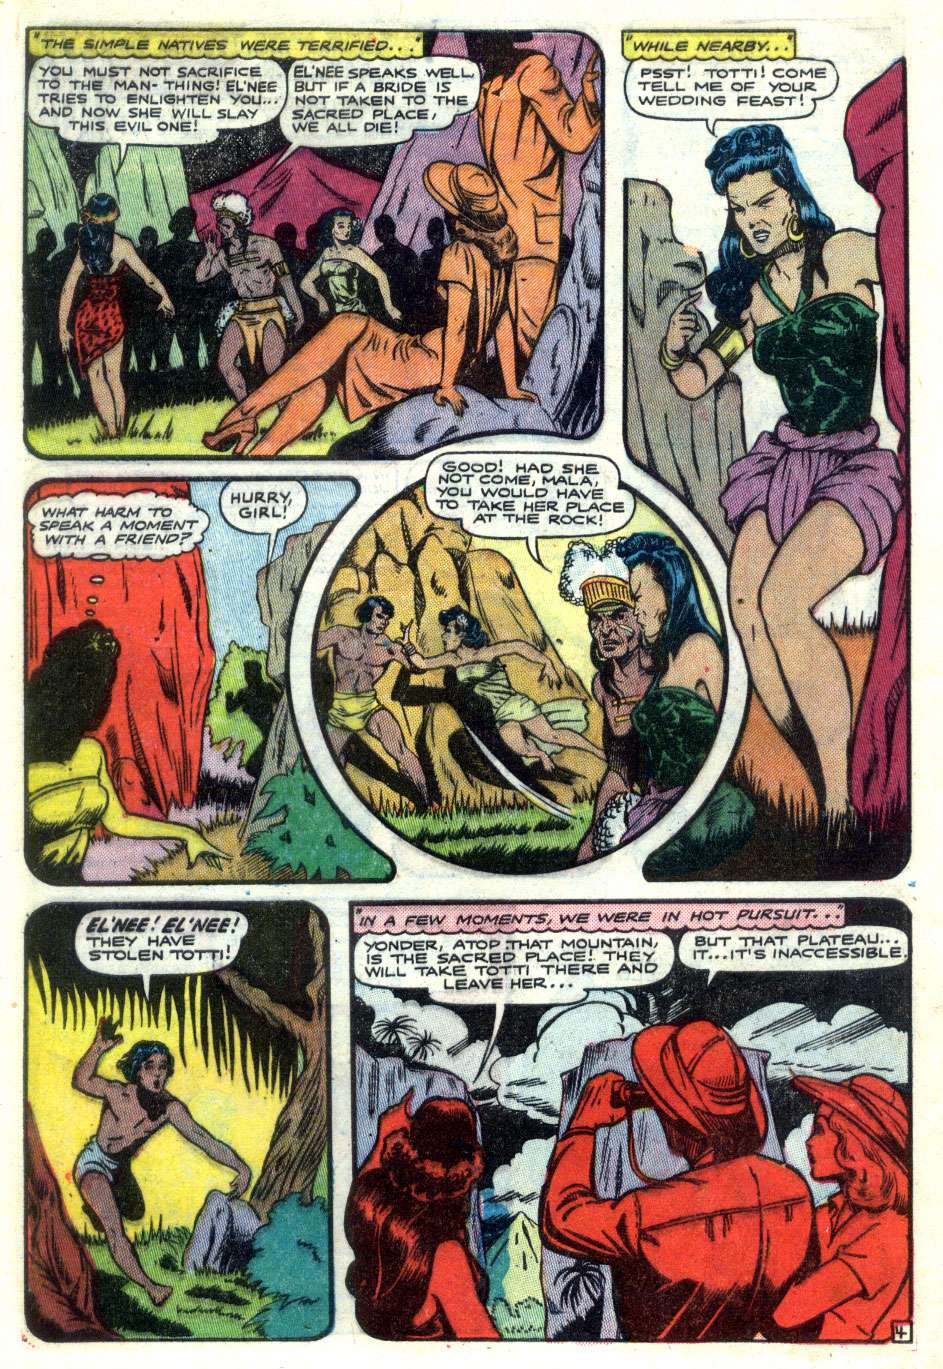 "THE SIMPLE NATIVES WERE TERRIFIED..."
YOU MUST NOT SACRIFICE
TO THE MAN-THING! EL'NEE
TRIES TO ENLIGHTEN YOU...
AND NOW SHE WILL SLAY
THIS EVIL ONE!
EL'NEE SPEAKS WELL,
BUT IF A BRIDE IS
NOT TAKEN TO THE
SACRED PLACE,
WE ALL DIE!
"WHILE NEARBY..."
PSST! TOTTI! COME
TELL ME OF YOUR
WEDDING FEAST!
WHAT HARM TO
SPEAK A MOMENT
WITH A FRIEND?
HURRY,
GIRL!
GOOD! HAD SHE
NOT COME, MALA,
YOU WOULD HAVE
TO TAKE HER PLACE
AT THE ROCK!
EL'NEE! EL'NEE!
THEY HAVE
STOLEN TOTTI!
"IN A FEW MOMENTS, WE WERE IN HOT PURSUIT..."
YONDER, ATOP THAT MOUNTAIN,
IS THE SACRED PLACE! THEY
WILL TAKE TOTTI THERE AND
LEAVE HER...
BUT THAT PLATEAU...
IT...IT'S INACCESSIBLE.
4